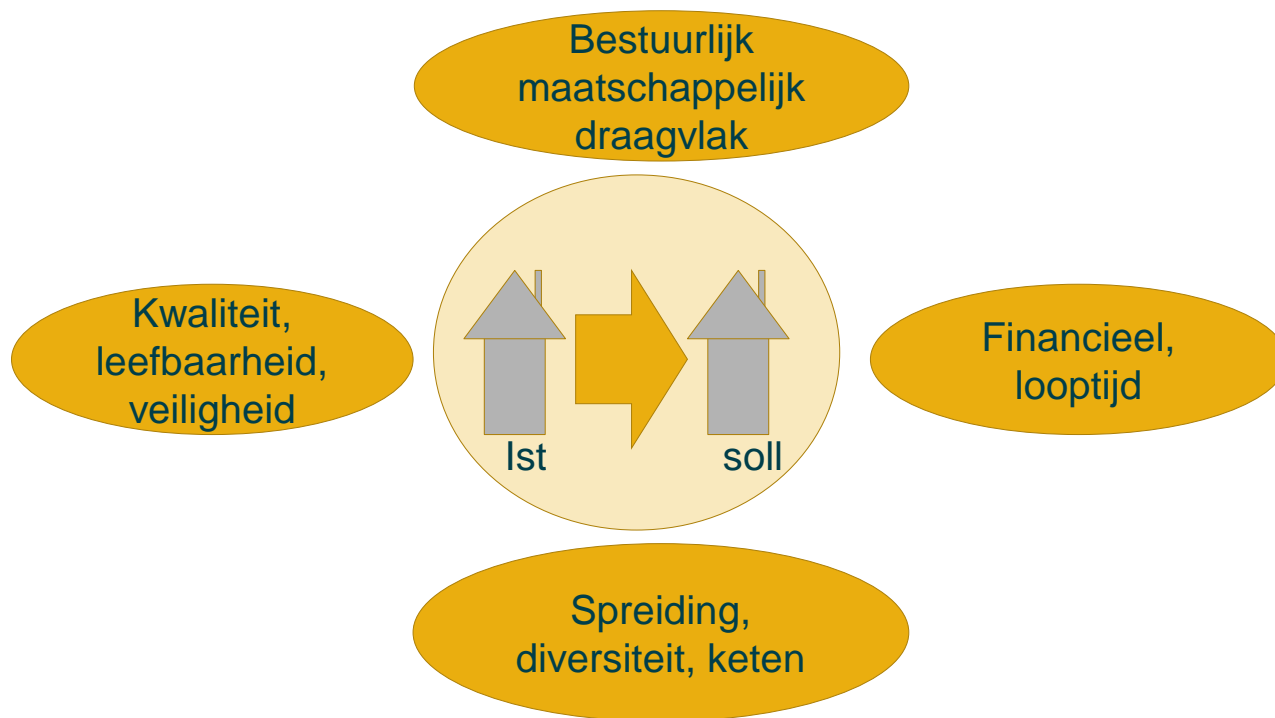 Bestuurlijk
maatschappelijk
draagvlak
Kwaliteit,
leefbaarheid,
veiligheid
Ist
soll
Financieel,
looptijd
Spreiding,
diversiteit, keten